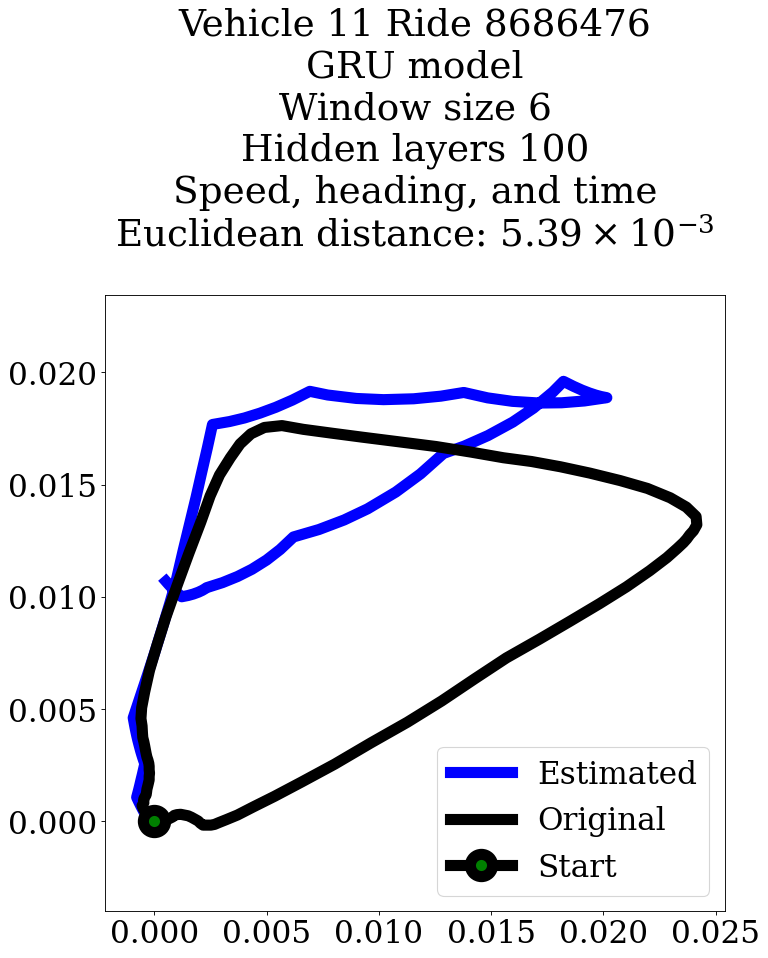 Vehicle 11 Ride 8686476
GRU model
Window size 6
Hidden layers 100
Speed, heading, and time
Euclidean distance: 5.39 × 10⁻³
0.020
0.015
0.010
0.005
0.000
Estimated
Original
Start
0.000 0.005 0.010 0.015 0.020 0.025